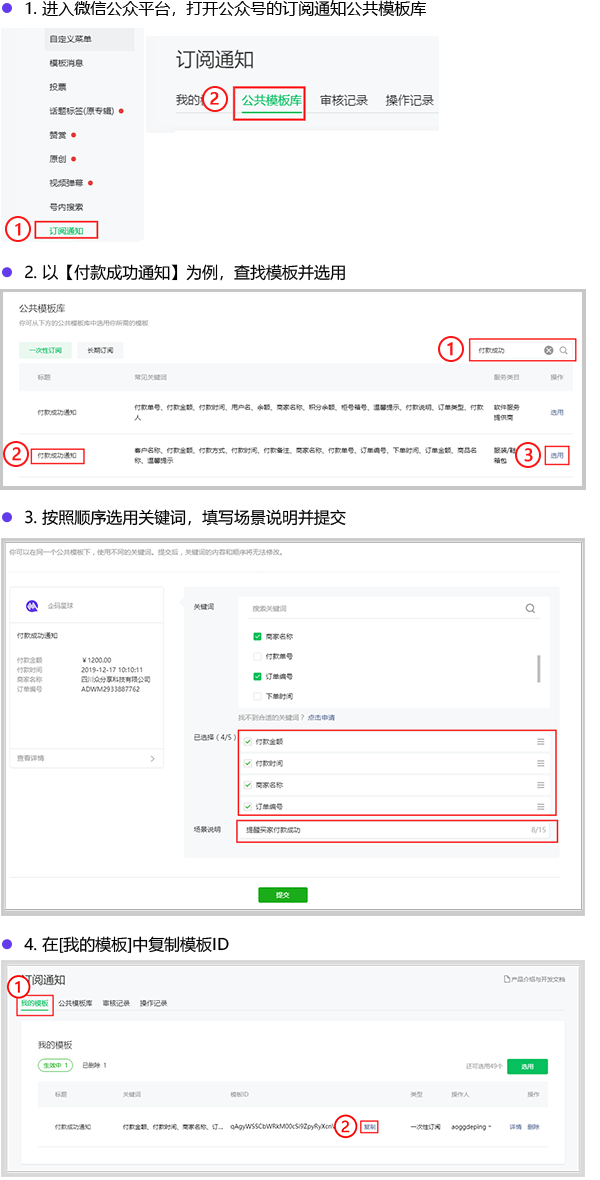 1. 进入微信公众平台，打开公众号的订阅通知公共模板库
自定义菜单
模板消息
投票
话题标签(原专辑)
赞赏
原创
视频弹幕
号内搜索
1 订阅通知
订阅通知
我的 2 公共模板库 审核记录 操作记录
2. 以【付款成功通知】为例，查找模板并选用
公共模板库
你可从下方的公共模板库中选用你所需的模板
一次性订阅 长期订阅 1 付款成功
标题 常见关键词 服务类目 操作
付款成功通知 付款单号、付款金额、付款时间、用户名、余额、商家名称、积分余额、柜号箱号、温馨提示、付款说明、订单类型、付款人 软件服务提供商 选用
2 付款成功通知 客户名称、付款金额、付款方式、付款时间、付款备注、商家名称、付款单号、订单编号、下单时间、订单金额、商品名称、温馨提示 服装/鞋箱包 3 选用
3. 按照顺序选用关键词，填写场景说明并提交
你可以在同一个公共模板下，使用不同的关键词。提交后，关键词的内容和顺序将无法修改。
企码星球
付款成功通知
付款金额 ￥1200.00
付款时间 2019-12-17 10:10:11
商家名称 四川众分享科技有限公司
订单编号 ADWM2933887762
查看详情
关键词 搜索关键词
商家名称
付款单号
订单编号
下单时间
找不到合适的关键词？ 点击申请
已选择 ( 4/5 ) 付款金额
付款时间
商家名称
订单编号
场景说明 提醒买家付款成功 8/15
提交
4. 在[我的模板]中复制模板ID
订阅通知 产品介绍与开发文档
1
我的模板 公共模板库 审核记录 操作记录
我的模板
生效中 1 已删除 1 还可选用49个 选用
标题 关键词 模板ID 类型 操作人 操作
付款成功通知 付款金额、付款时间、商家名称、订... 2 复制 一次性订阅 aoggdeping 详情 删除